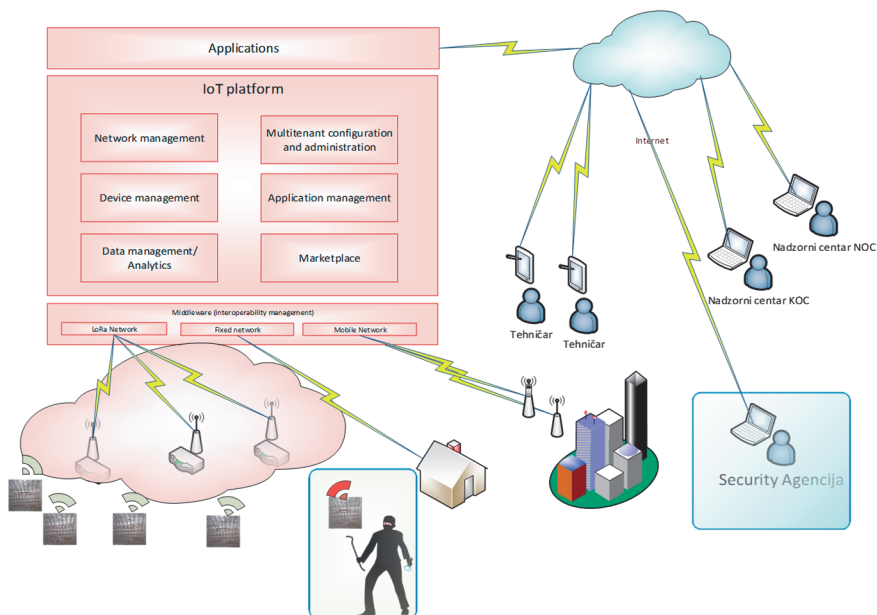 Applications
IoT platform
Network management
Multitenant configuration
and administration
Device management
Application management
Data management/
Analytics
Marketplace
Middleware (interoperability management)
LoRa Network
Fixed network
Mobile Network
Internet
Tehničar
Tehničar
Nadzorni centar NOC
Nadzorni centar KOC
Security Agencija